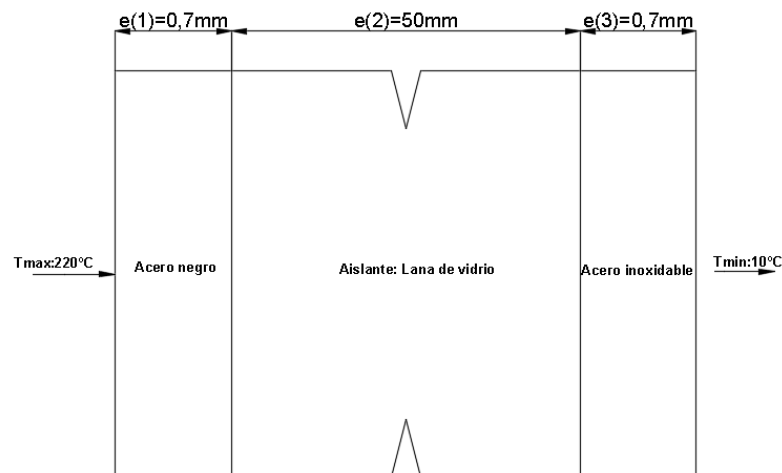 e(1)=0,7mm
e(2)=50mm
e(3)=0,7mm
Tmax:220ºC
Acero negro
Aislante: Lana de vidrio
Acero inoxidable
Tmin:10ºC